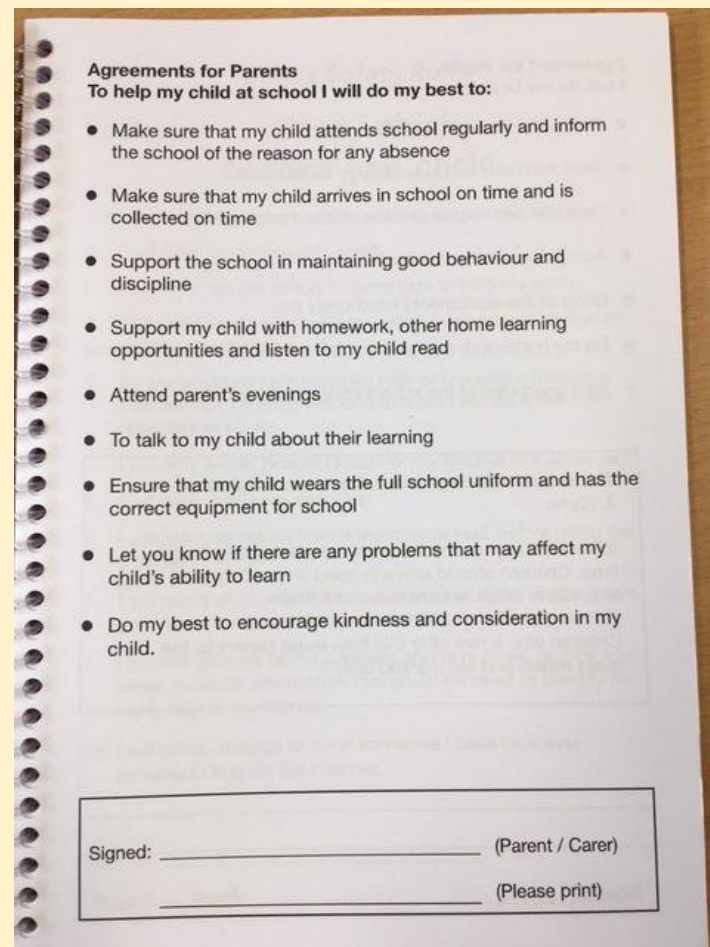 Agreements for Parents
To help my child at school I will do my best to:
● Make sure that my child attends school regularly and inform
the school of the reason for any absence
● Make sure that my child arrives in school on time and is
collected on time
● Support the school in maintaining good behaviour and
discipline
● Support my child with homework, other home learning
opportunities and listen to my child read
● Attend parent's evenings
● To talk to my child about their learning
● Ensure that my child wears the full school uniform and has the
correct equipment for school
● Let you know if there are any problems that may affect my
child's ability to learn
● Do my best to encourage kindness and consideration in my
child.
Signed: (Parent / Carer)
(Please print)